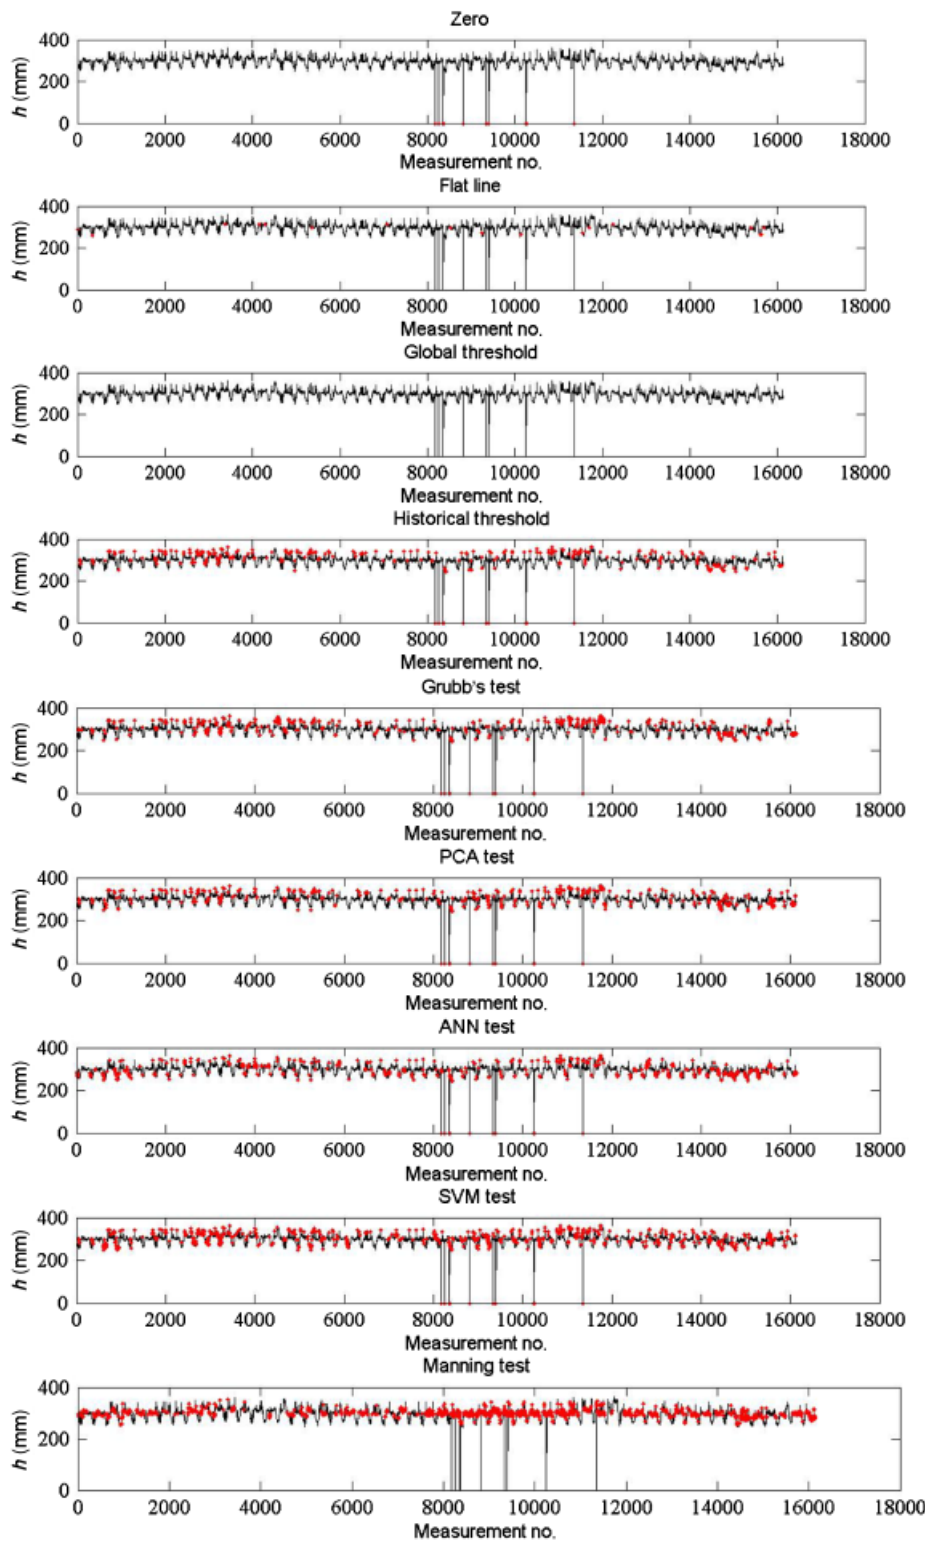 Zero
400
200
0
h (mm)
0 2000 4000 6000 8000 10000 12000 14000 16000 18000
Measurement no.
Flat line
400
200
0
h (mm)
0 2000 4000 6000 8000 10000 12000 14000 16000 18000
Measurement no.
Global threshold
400
200
0
h (mm)
0 2000 4000 6000 8000 10000 12000 14000 16000 18000
Measurement no.
Historical threshold
400
200
0
h (mm)
0 2000 4000 6000 8000 10000 12000 14000 16000 18000
Measurement no.
Grubb's test
400
200
0
h (mm)
0 2000 4000 6000 8000 10000 12000 14000 16000 18000
Measurement no.
PCA test
400
200
0
h (mm)
0 2000 4000 6000 8000 10000 12000 14000 16000 18000
Measurement no.
ANN test
400
200
0
h (mm)
0 2000 4000 6000 8000 10000 12000 14000 16000 18000
Measurement no.
SVM test
400
200
0
h (mm)
0 2000 4000 6000 8000 10000 12000 14000 16000 18000
Measurement no.
Manning test
400
200
0
h (mm)
0 2000 4000 6000 8000 10000 12000 14000 16000 18000
Measurement no.